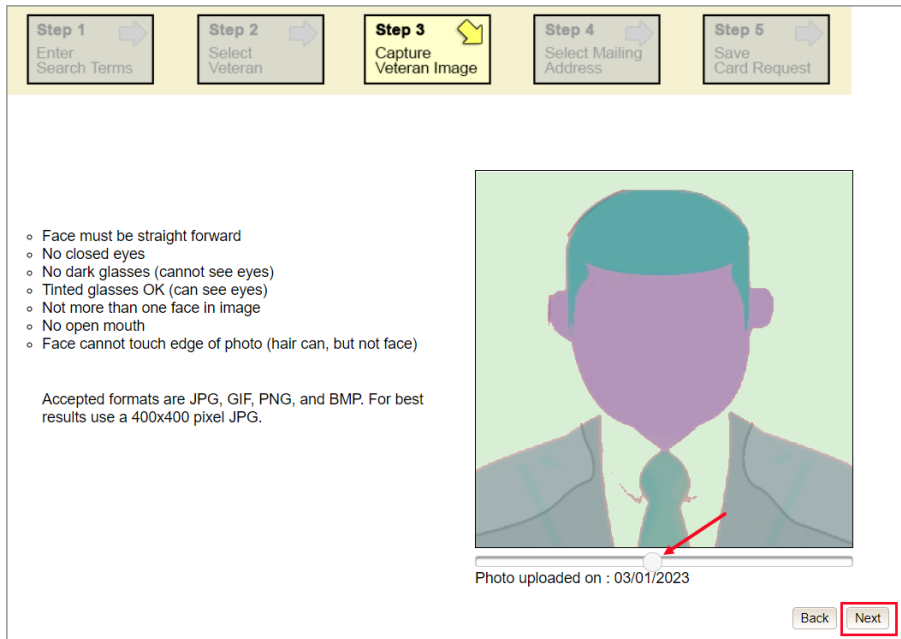 Step 1
Enter
Search Terms
Step 2
Select
Veteran
Step 3
Capture
Veteran Image
Step 4
Select Mailing
Address
Step 5
Save
Card Request
Face must be straight forward
No closed eyes
No dark glasses (cannot see eyes)
Tinted glasses OK (can see eyes)
Not more than one face in image
No open mouth
Face cannot touch edge of photo (hair can, but not face)
Accepted formats are JPG, GIF, PNG, and BMP. For best
results use a 400x400 pixel JPG.
Photo uploaded on : 03/01/2023
Back
Next